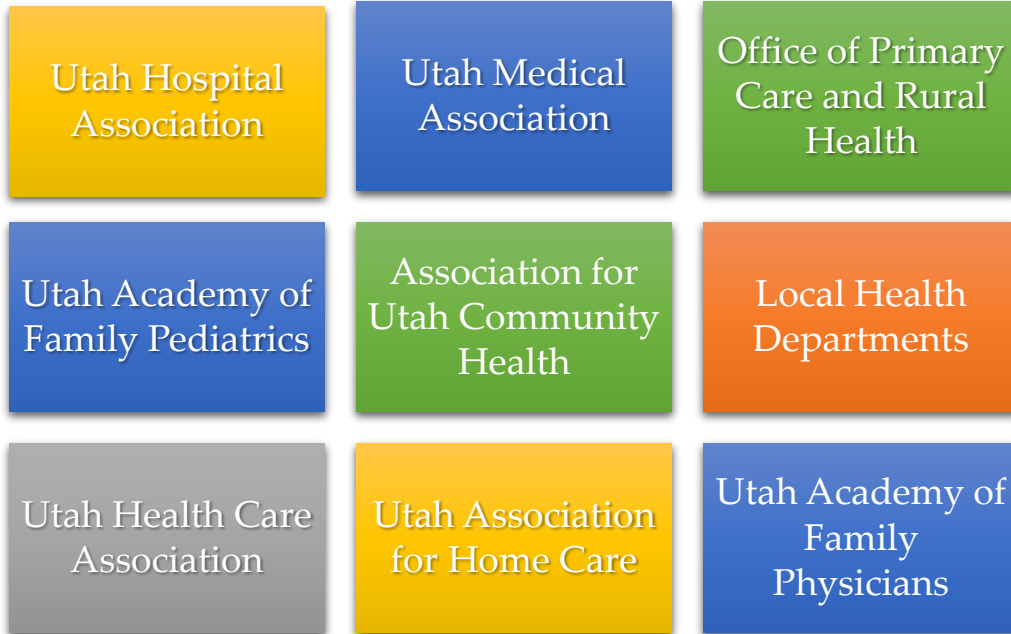 Utah Hospital
Association
Utah Medical
Association
Office of Primary
Care and Rural
Health
Utah Academy of
Family Pediatrics
Association for
Utah Community
Health
Local Health
Departments
Utah Health Care
Association
Utah Association
for Home Care
Utah Academy of
Family
Physicians